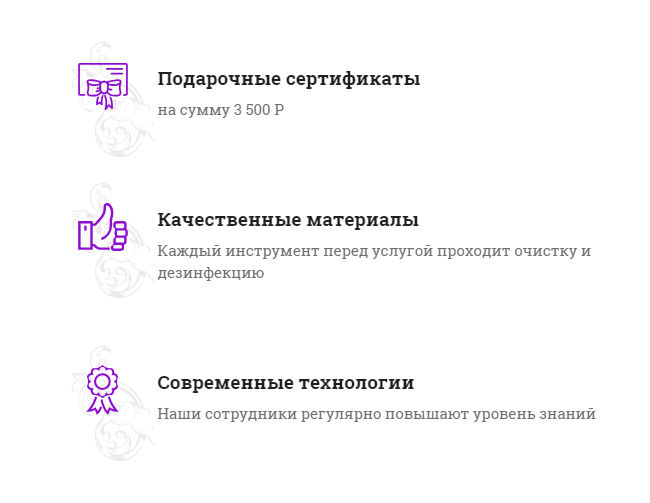 Подарочные сертификаты
на сумму 3 500 Р
Качественные материалы
Каждый инструмент перед услугой проходит очистку и
дезинфекцию
Современные технологии
Наши сотрудники регулярно повышают уровень знаний